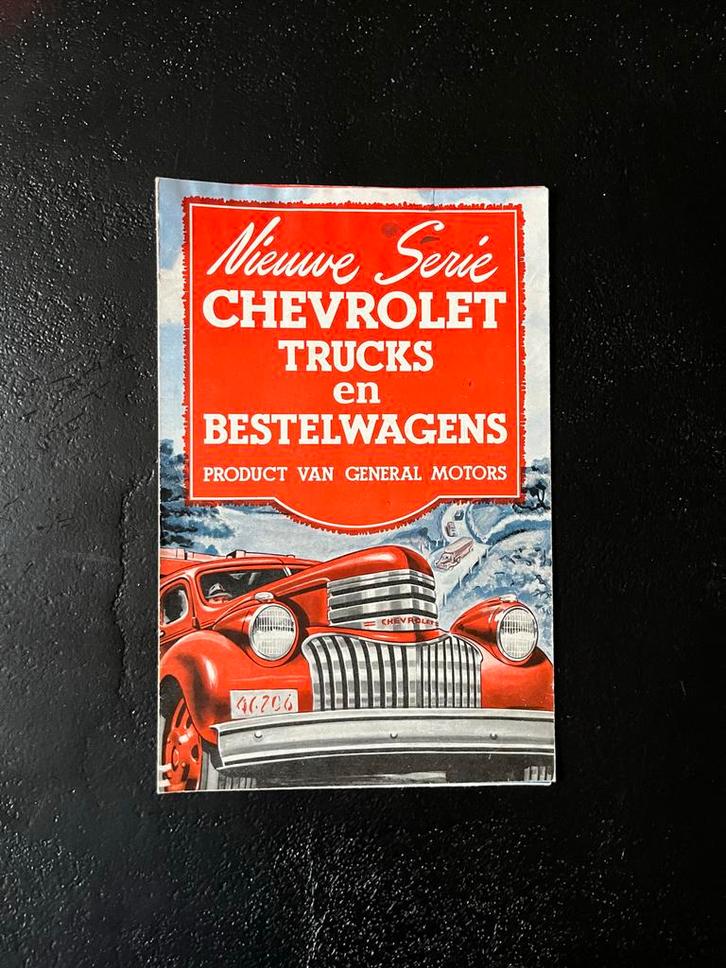 Nieuwe Serie
CHEVROLET
TRUCKS
en
BESTELWAGENS
PRODUCT VAN GENERAL MOTORS
CHEVROLET
46206